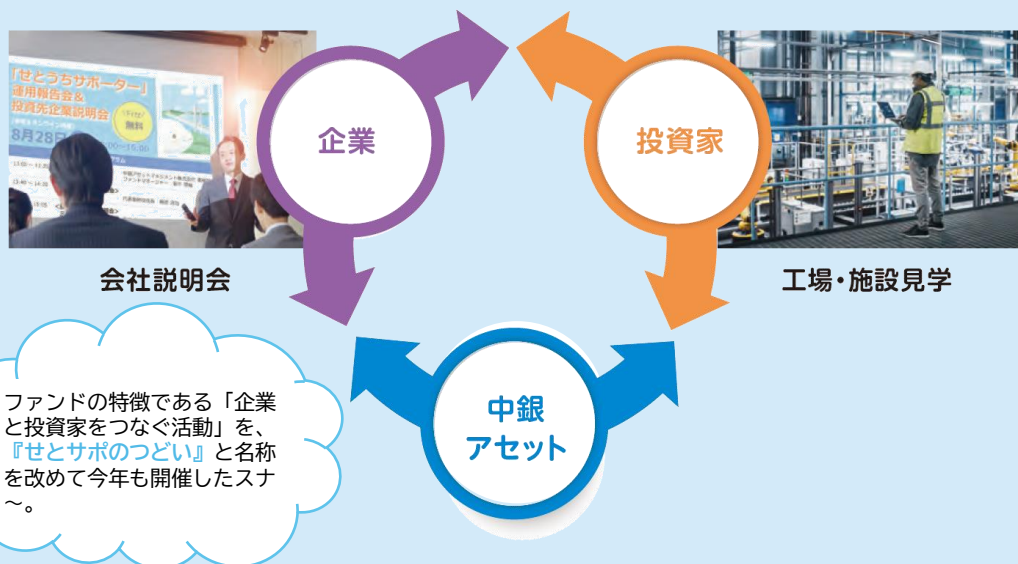 「せとうちサポーター」
運用報告会＆
投資先企業説明会
無料
8月28日
企業
投資家
会社説明会
工場・施設見学
中銀
アセット
ファンドの特徴である「企業
と投資家をつなぐ活動」を、
『せとサポのつどい』と名称
を改めて今年も開催したスナ
～。